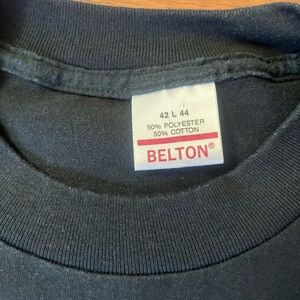 42 L 44
50% POLYESTER
50% COTTON
BELTON®